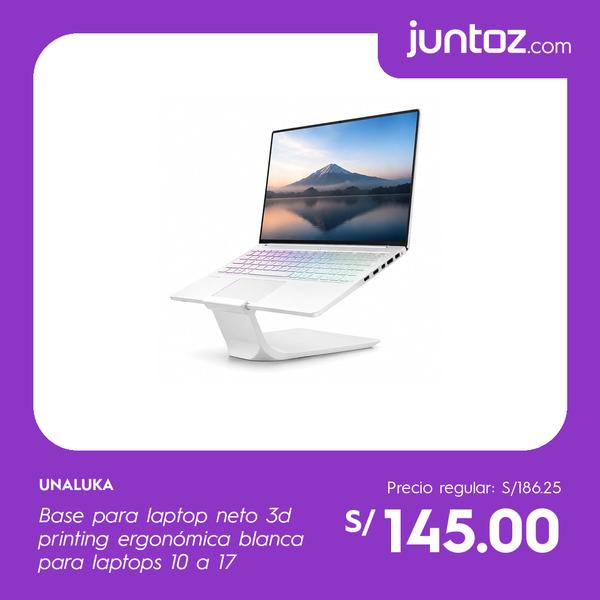 juntoz.com
UNALUKA
Base para laptop neto 3d
printing ergonómica blanca
para laptops 10 a 17
Precio regular: S/186.25
S/145.00